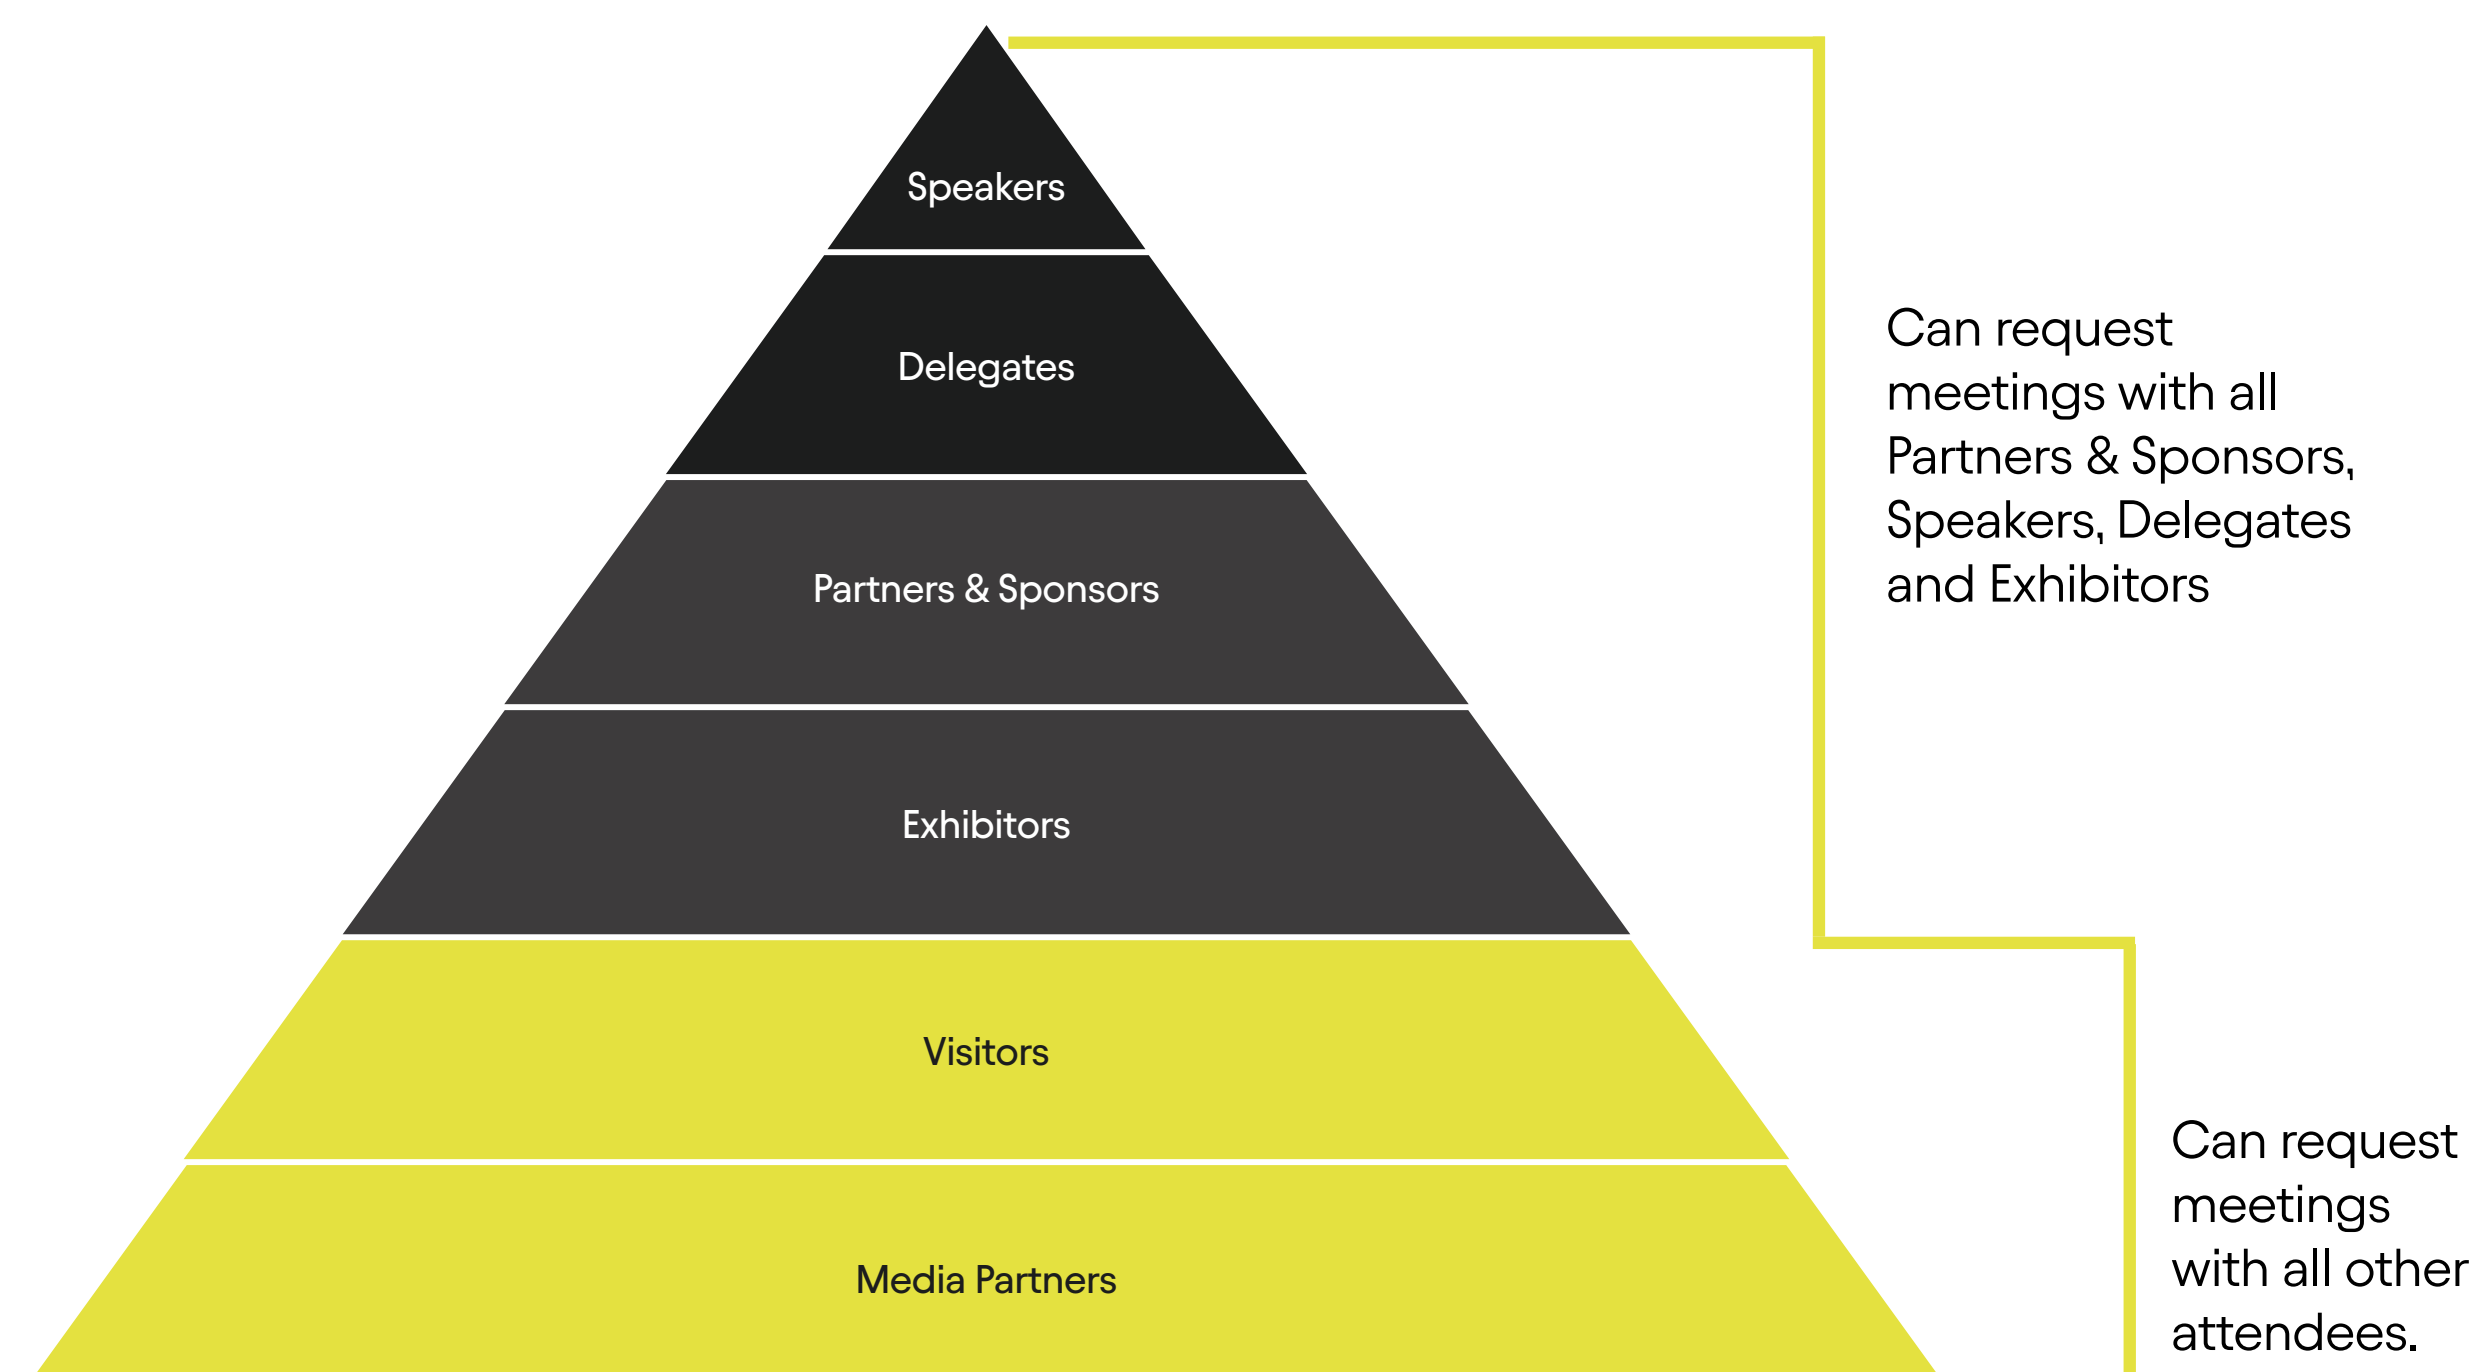 Speakers
Delegates
Partners & Sponsors
Exhibitors
Visitors
Media Partners
Can request
meetings with all
Partners & Sponsors,
Speakers, Delegates
and Exhibitors
Can request
meetings
with all other
attendees.